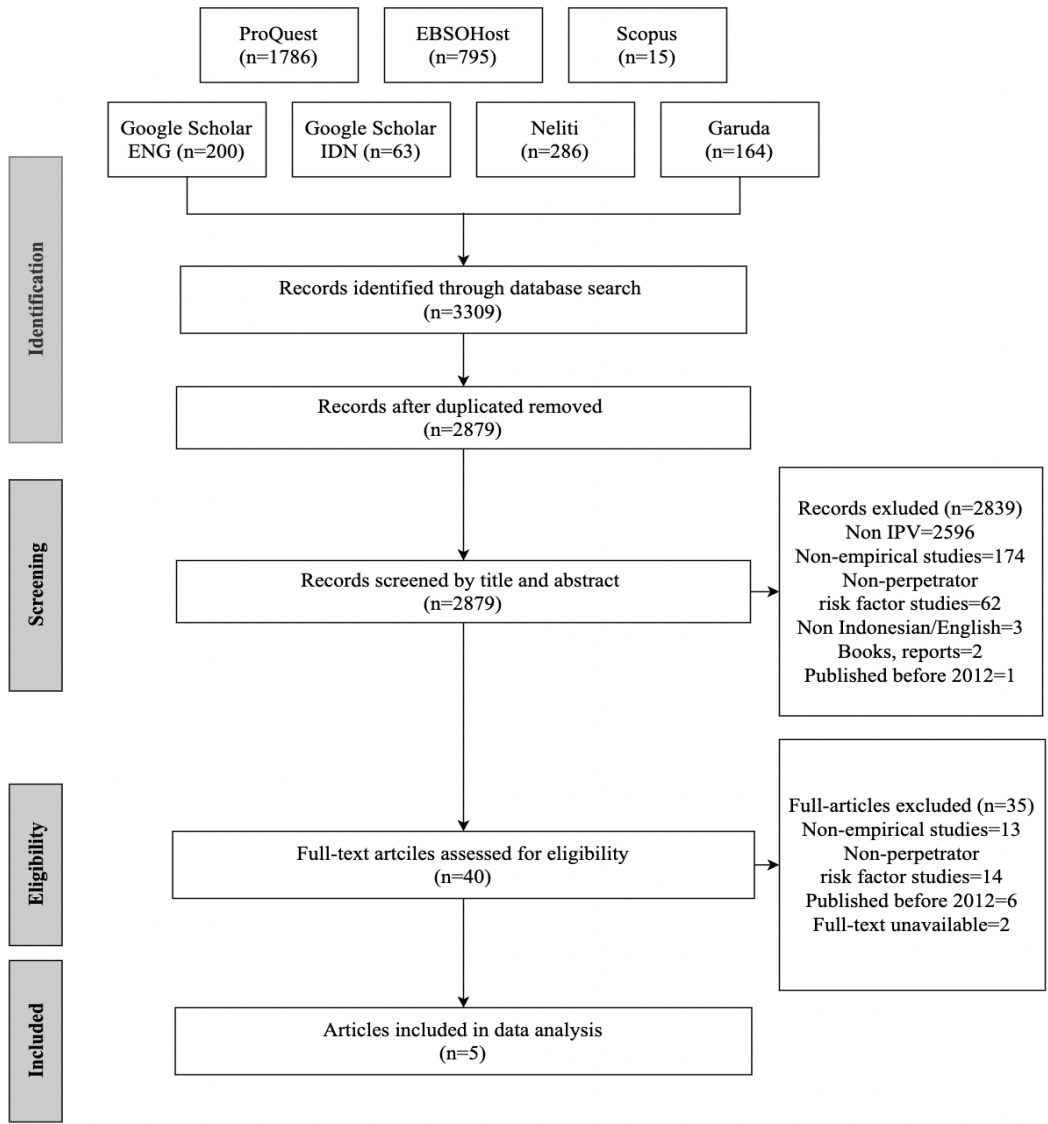 ProQuest
(n=1786)
EBSOHost
(n=795)
Scopus
(n=15)
Google Scholar
ENG (n=200)
Google Scholar
IDN (n=63)
Neliti
(n=286)
Garuda
(n=164)
Identification
Records identified through database search
(n=3309)
Records after duplicated removed
(n=2879)
Screening
Records screened by title and abstract
(n=2879)
Records exluded (n=2839)
Non IPV=2596
Non-empirical studies=174
Non-perpetrator
risk factor studies=62
Non Indonesian/English=3
Books, reports=2
Published before 2012=1
Eligibility
Full-text artciles assessed for eligibility
(n=40)
Full-articles excluded (n=35)
Non-empirical studies=13
Non-perpetrator
risk factor studies=14
Published before 2012=6
Full-text unavailable=2
Included
Articles included in data analysis
(n=5)